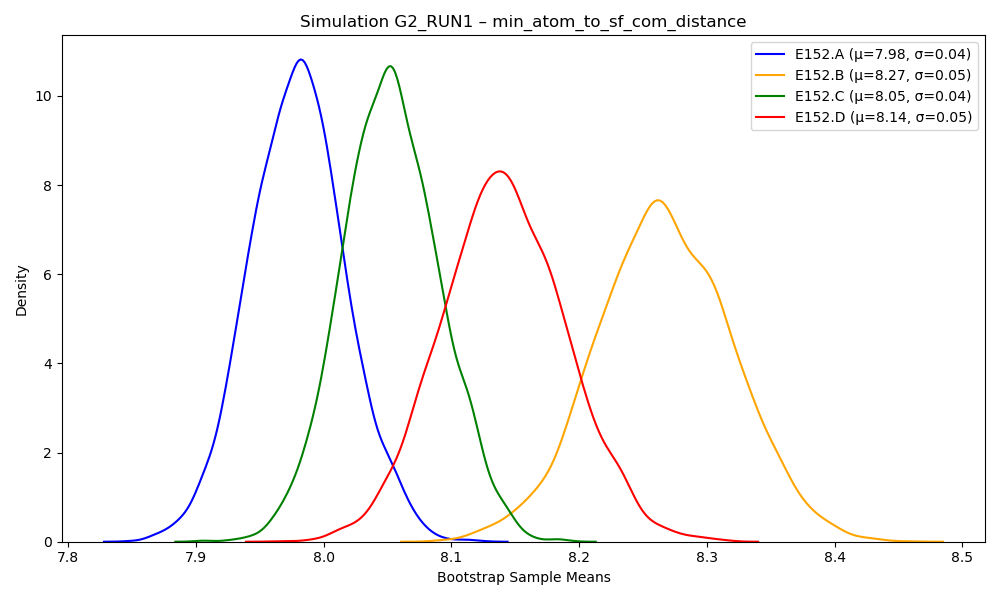 Simulation G2_RUN1 – min_atom_to_sf_com_distance
E152.A (μ=7.98, σ=0.04)
E152.B (μ=8.27, σ=0.05)
E152.C (μ=8.05, σ=0.04)
E152.D (μ=8.14, σ=0.05)
Density
10
8
6
4
2
0
7.8 7.9 8.0 8.1 8.2 8.3 8.4 8.5
Bootstrap Sample Means